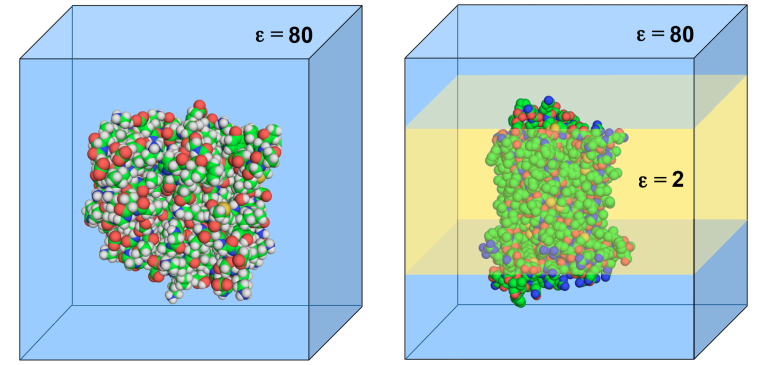 ε = 80
ε = 80
ε = 2